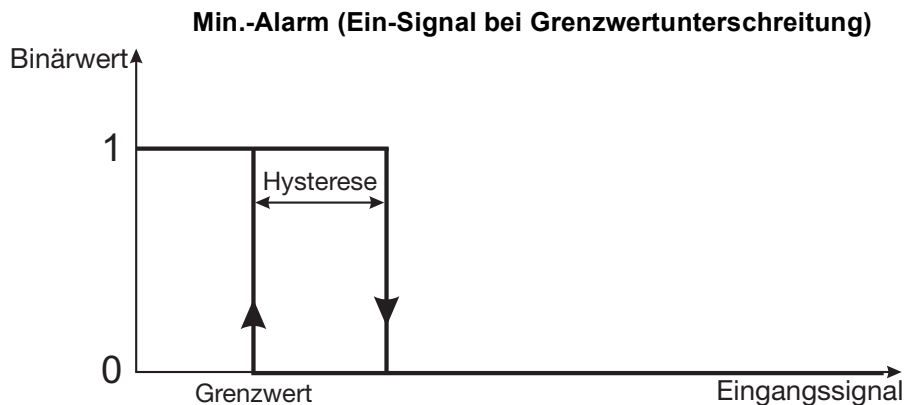 Min.-Alarm (Ein-Signal bei Grenzwertunterschreitung)
Binärwert
1
Hysterese
0
Grenzwert
Eingangssignal